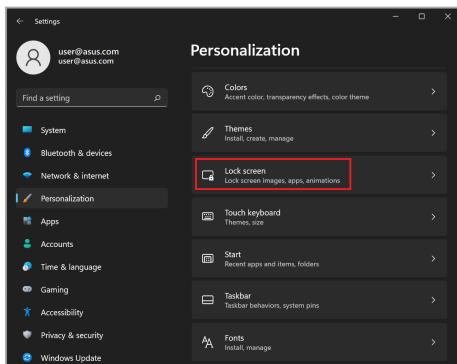 Settings
user@asus.com
user@asus.com
Find a setting
System
Bluetooth & devices
Network & internet
Personalization
Apps
Accounts
Time & language
Gaming
Accessibility
Privacy & security
Windows Update
Personalization
Colors
Accent color, transparency effects, color theme
Themes
Install, create, manage
Lock screen
Lock screen images, apps, animations
Touch keyboard
Themes, size
Start
Recent apps and items, folders
Taskbar
Taskbar behaviors, system pins
Fonts
Install, manage